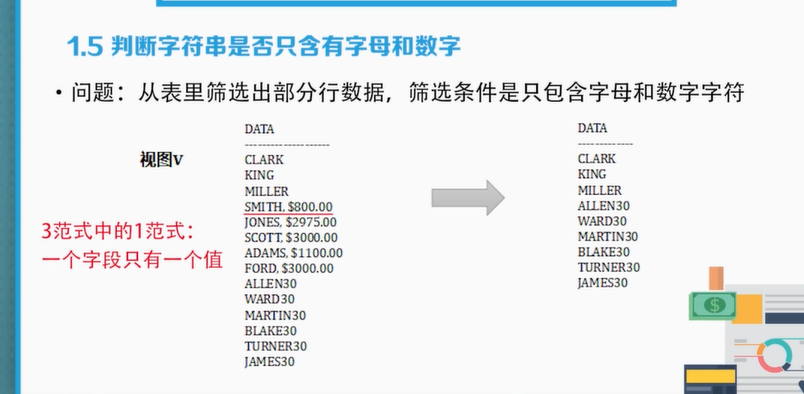 1.5 判断字符串是否只含有字母和数字
• 问题：从表里筛选出部分行数据，筛选条件是只包含字母和数字字符
视图V
3范式中的1范式：
一个字段只有一个值
DATA
--------------------
CLARK
KING
MILLER
SMITH, $800.00
JONES, $2975.00
SCOTT, $3000.00
ADAMS, $1100.00
FORD, $3000.00
ALLEN30
WARD30
MARTIN30
BLAKE30
TURNER30
JAMES30
DATA
-------------
CLARK
KING
MILLER
ALLEN30
WARD30
MARTIN30
BLAKE30
TURNER30
JAMES30
$